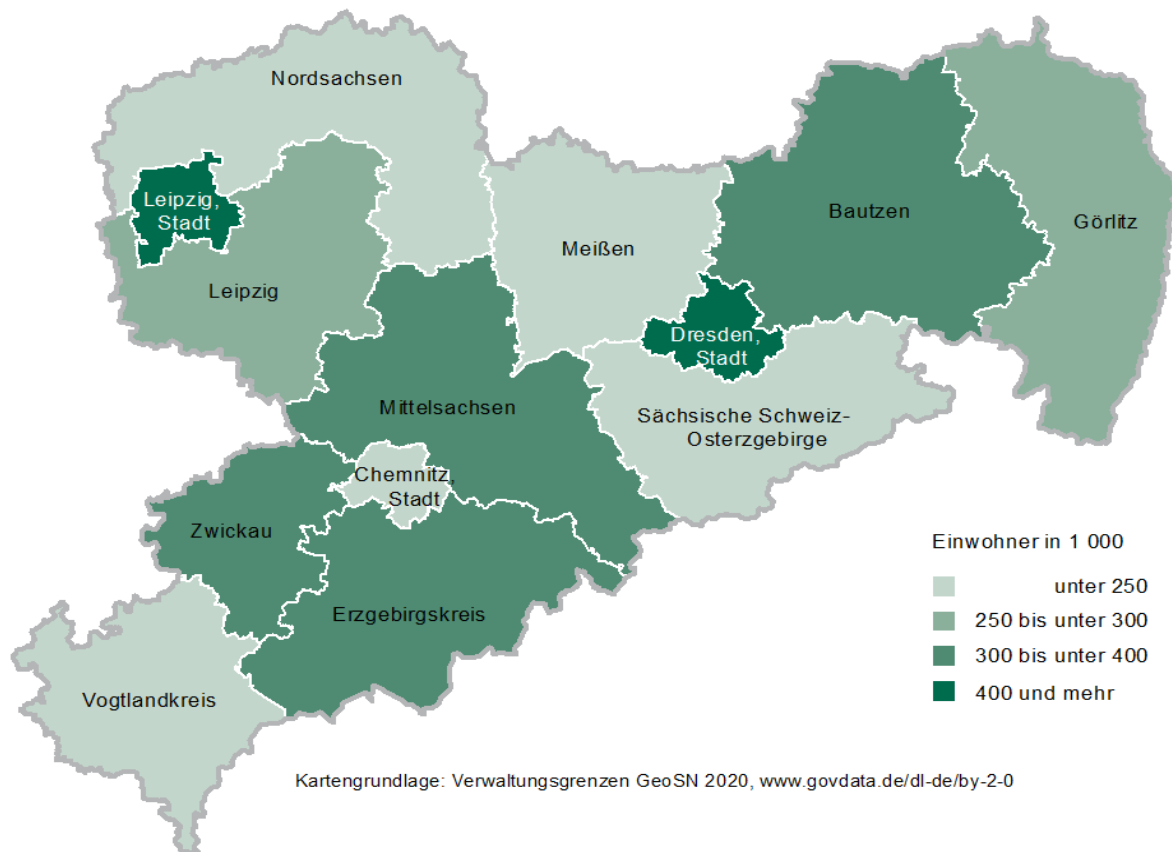 Nordsachsen
Leipzig,
Stadt
Bautzen
Görlitz
Meißen
Leipzig
Dresden,
Stadt
Mittelsachsen
Sächsische Schweiz-
Osterzgebirge
Chemnitz,
Stadt
Zwickau
Erzgebirgskreis
Vogtlandkreis
Einwohner in 1 000
unter 250
250 bis unter 300
300 bis unter 400
400 und mehr
Kartengrundlage: Verwaltungsgrenzen GeoSN 2020, www.govdata.de/dl-de/by-2-0